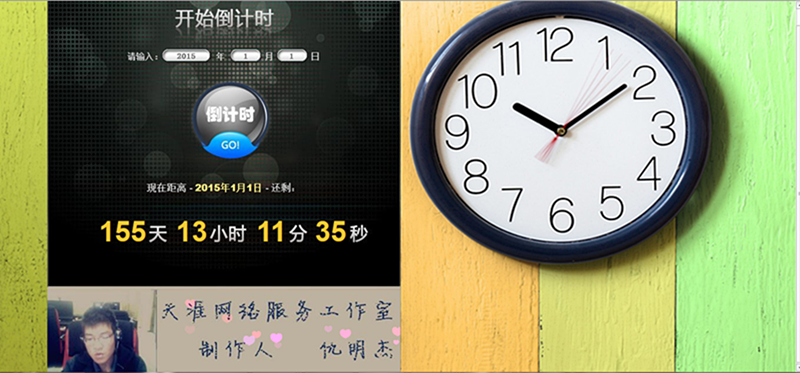 开始倒计时
请输入： 2015 年 1 月 1 日
倒计时
GO!
现在距离 - 2015年1月1日 - 还剩：
155天 13小时 11分 35秒
天涯网络服务工作室
制作人 仇明杰
12
1
2
3
4
5
6
7
8
9
10
11